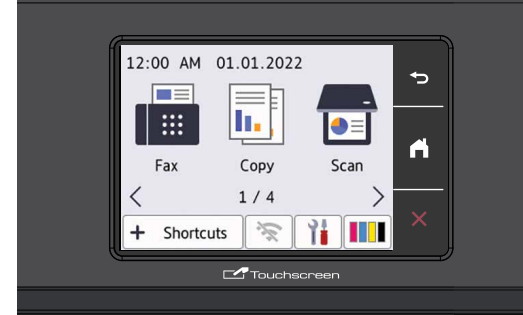 12:00 AM 01.01.2022
Fax Copy Scan
1 / 4
+ Shortcuts
Touchscreen